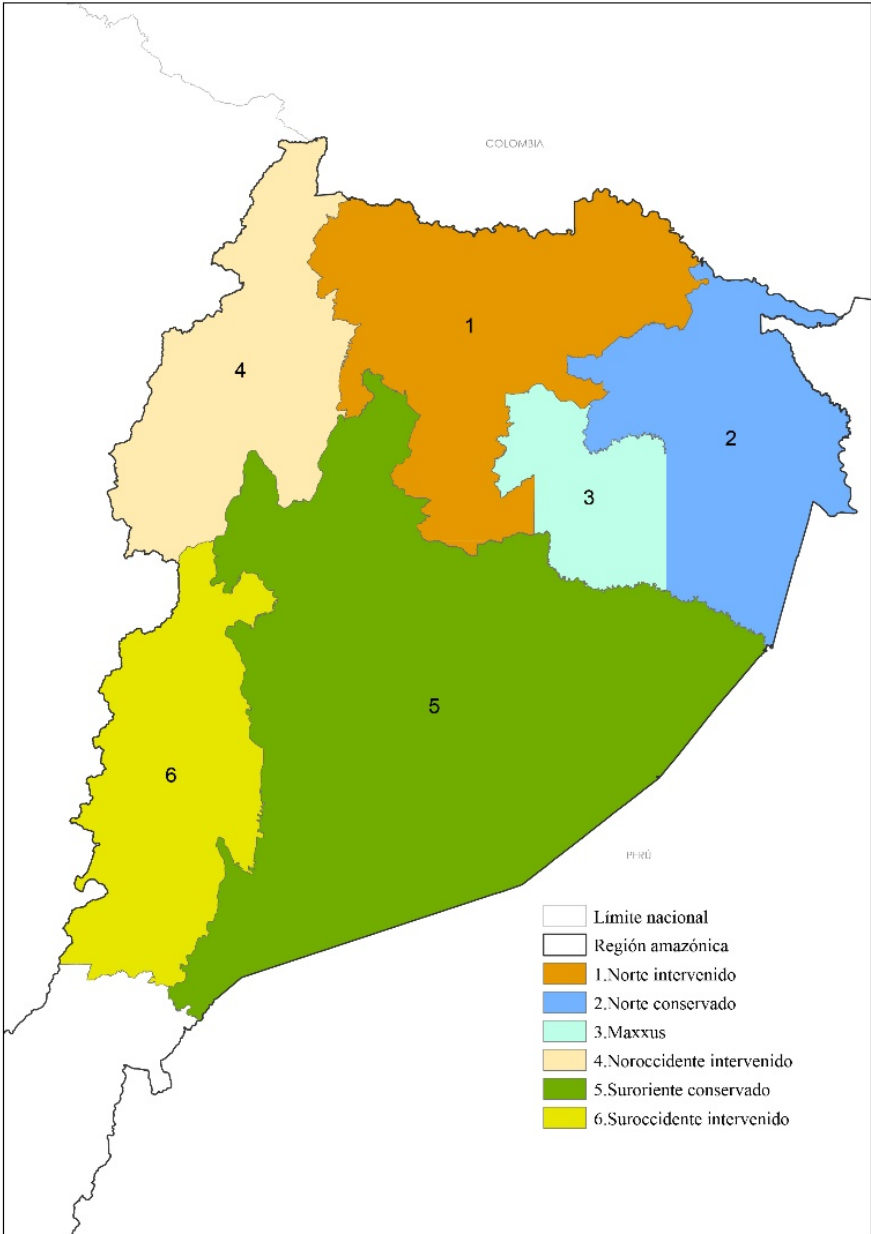 COLOMBIA
1
4
2
3
5
6
PERÚ
Límite nacional
Región amazónica
1.Norte intervenido
2.Norte conservado
3.Maxxus
4.Noroccidente intervenido
5.Suroriente conservado
6.Suroccidente intervenido